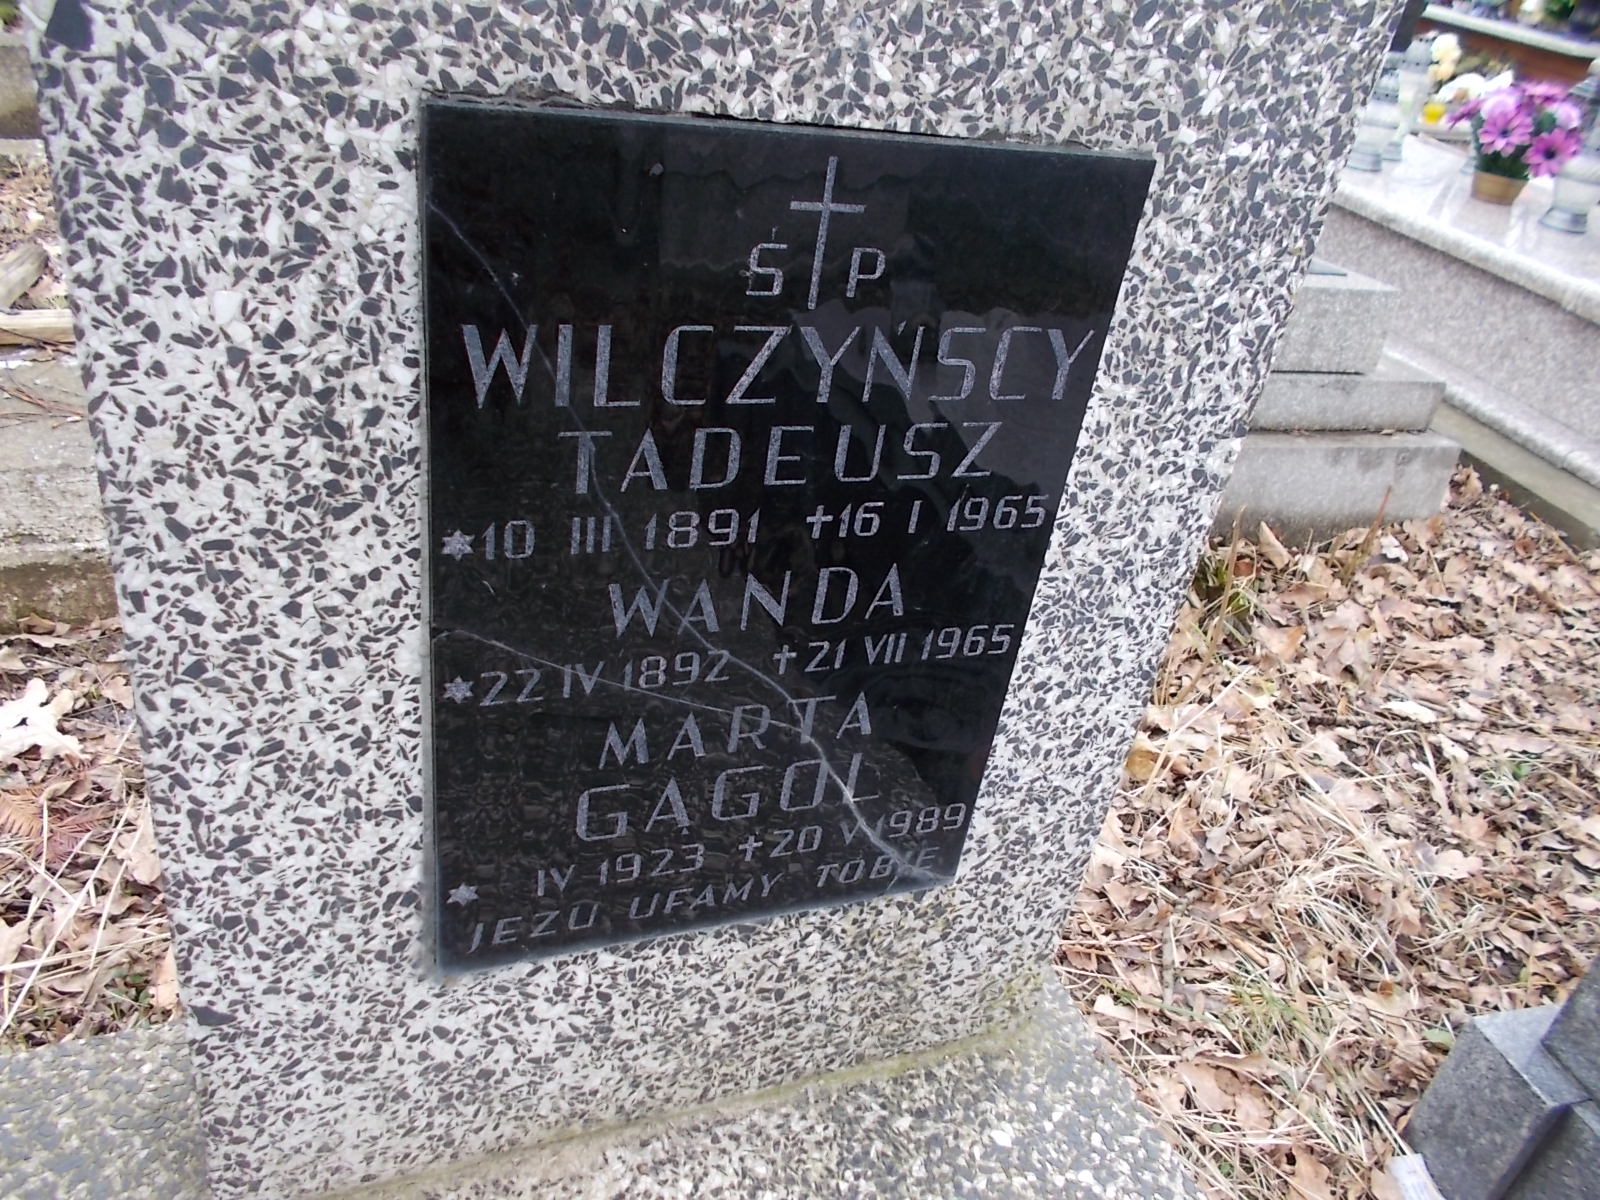 Ś P
WILCZYŃSCY
TADEUSZ
*10 III 1891 +16 I 1965
WANDA
*22 IV 1892 +21 VII 1965
MARTA
GĄGOL
* IV 1923 +20 V 1989
JEZU UFAMY TOBIE